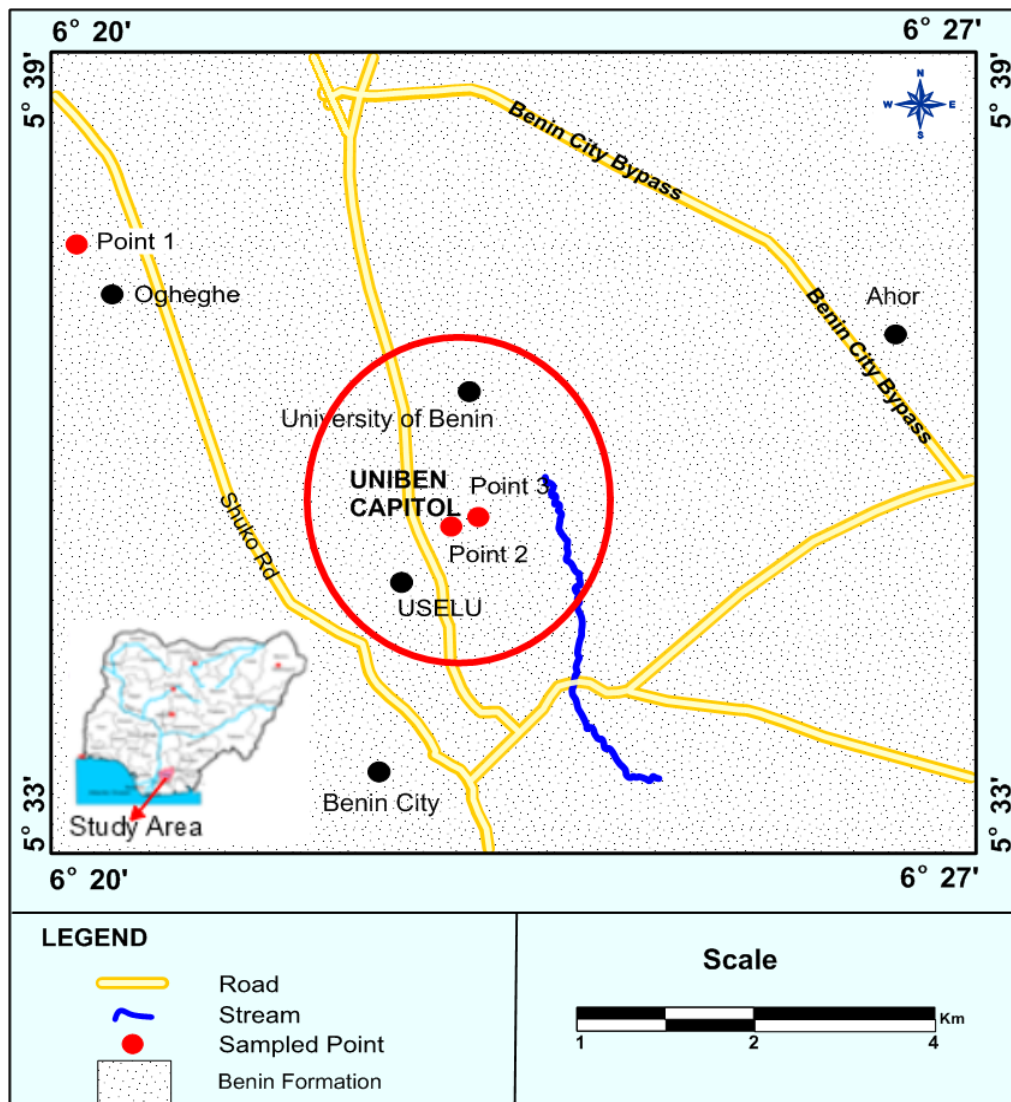 6° 20'
6° 27'
5° 39'
5° 39'
N
W
E
S
Benin City Bypass
Point 1
Ogheghe
Ahor
Benin City Bypass
University of Benin
UNIBEN
CAPITOL
Point 3
Point 2
Shuko Rd
USELU
Study Area
Benin City
5° 33'
5° 33'
6° 20'
6° 27'
LEGEND
Road
Stream
Sampled Point
Benin Formation
Scale
Km
1
2
4